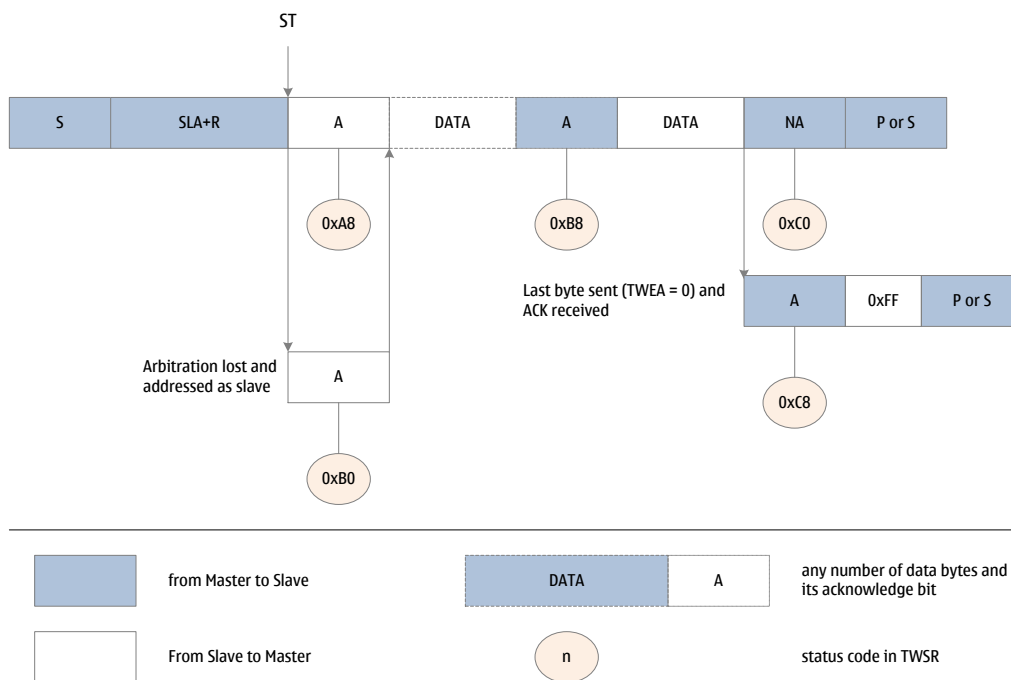 ST
S
SLA+R
A
DATA
A
DATA
NA
P or S
0xA8
0xB8
0xC0
Last byte sent (TWEA = 0) and
ACK received
A
0xFF
P or S
Arbitration lost and
addressed as slave
A
0xC8
0xB0
from Master to Slave
DATA
A
any number of data bytes and
its acknowledge bit
From Slave to Master
n
status code in TWSR